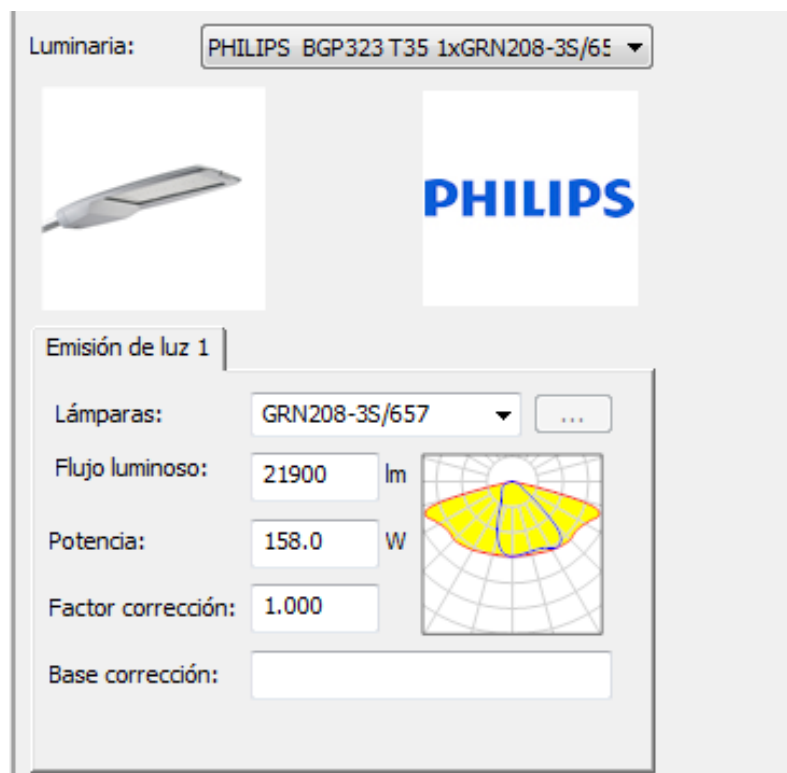 Luminaria: PHILIPS BGP323 T35 1xGRN208-3S/65
PHILIPS
Emisión de luz 1
Lámparas: GRN208-3S/657 ...
Flujo luminoso: 21900 lm
Potencia: 158.0 W
Factor corrección: 1.000
Base corrección: